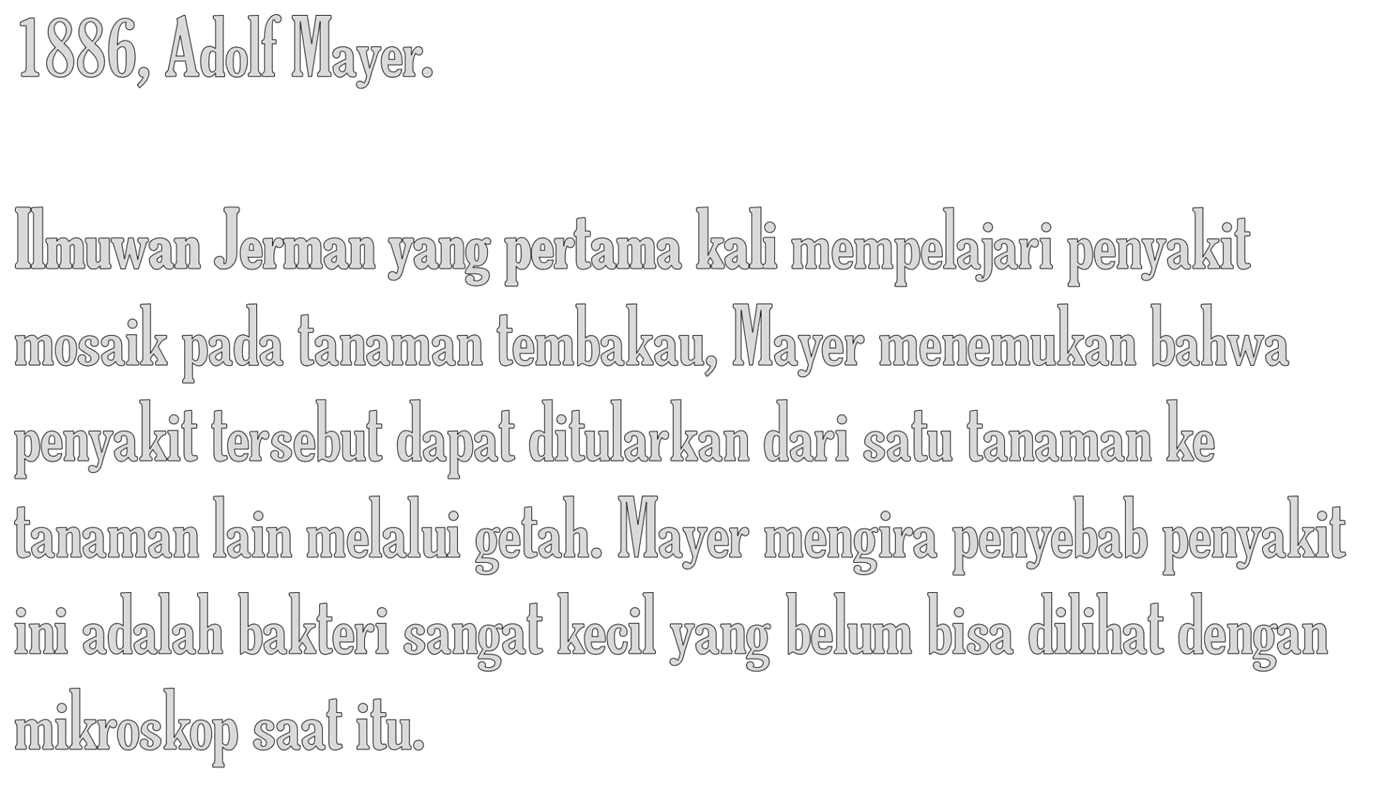 1886, Adolf Mayer.
Ilmuwan Jerman yang pertama kali mempelajari penyakit
mosaik pada tanaman tembakau, Mayer menemukan bahwa
penyakit tersebut dapat ditularkan dari satu tanaman ke
tanaman lain melalui getah. Mayer mengira penyebab penyakit
ini adalah bakteri sangat kecil yang belum bisa dilihat dengan
mikroskop saat itu.